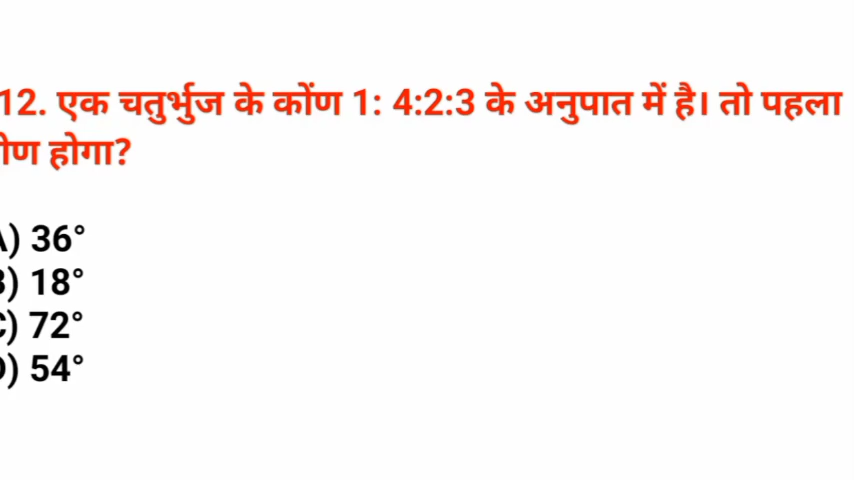 12. एक चतुर्भुज के कोंण 1: 4:2:3 के अनुपात में है। तो पहला
होगा?
) 36°
) 18°
) 72°
) 54°